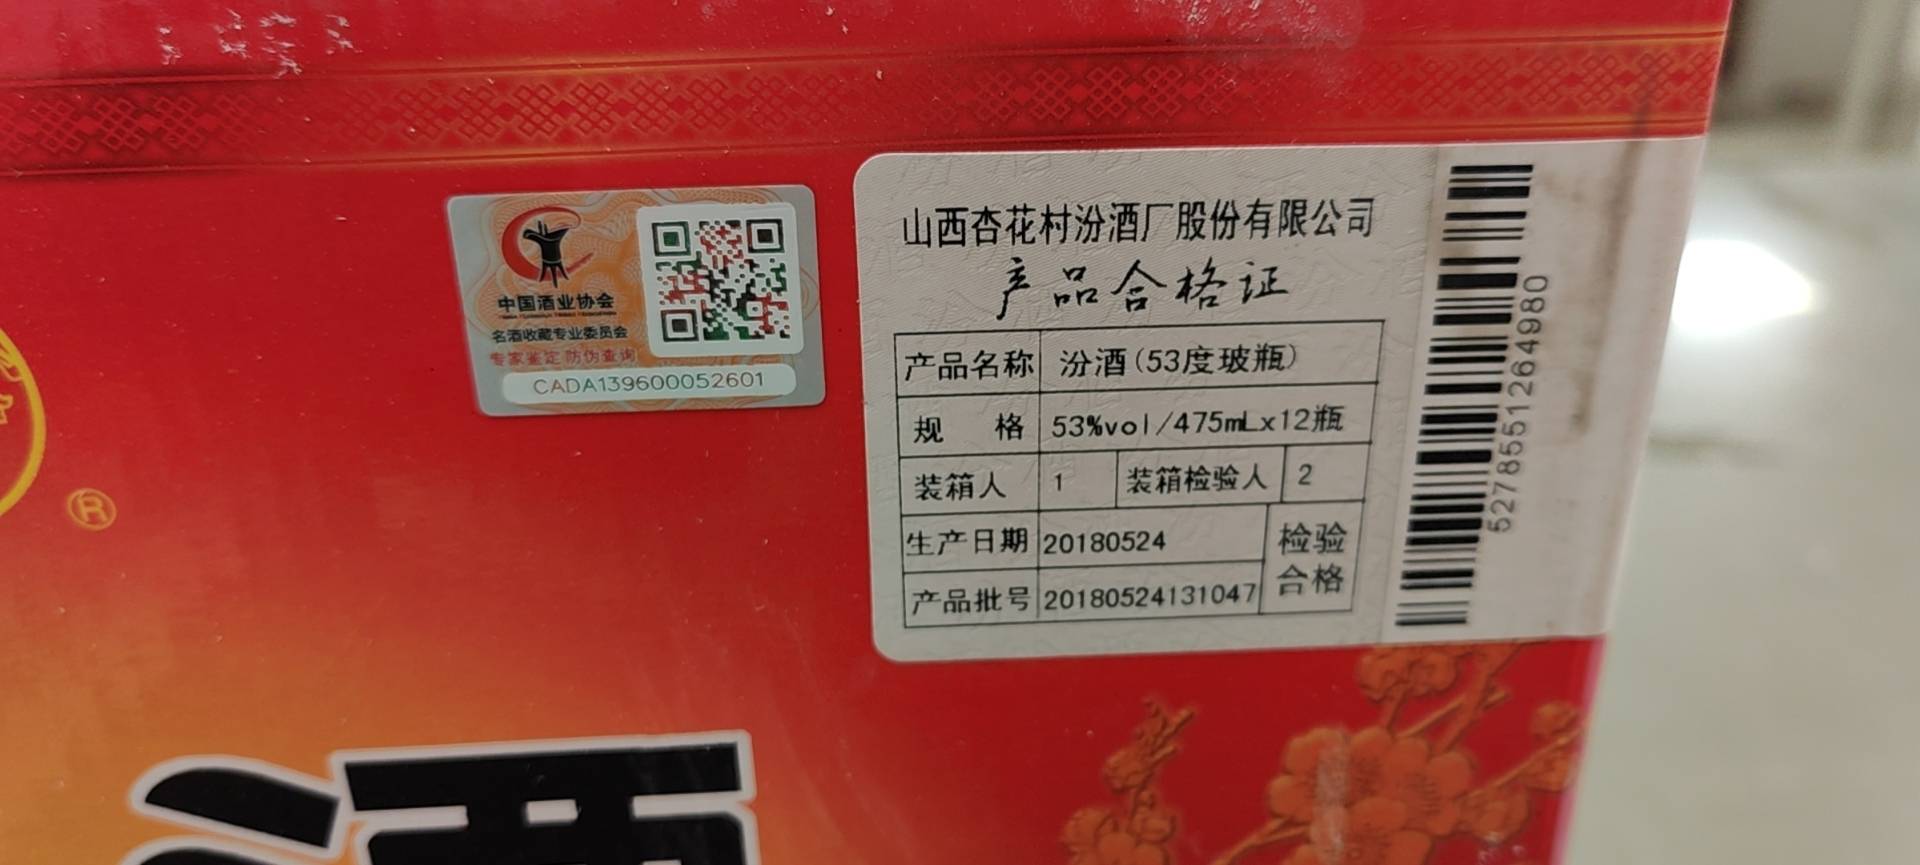 中国酒业协会
名酒收藏专业委员会
专家鉴定 防伪查询
CADA139600052601
山西杏花村汾酒厂股份有限公司
产品合格证
产品名称 汾酒(53度玻瓶)
规 格 53%vol/475mLx12瓶
装箱人 1 装箱检验人 2
生产日期 20180524 检验
产品批号 20180524131047 合格
5278551264980
®
酒